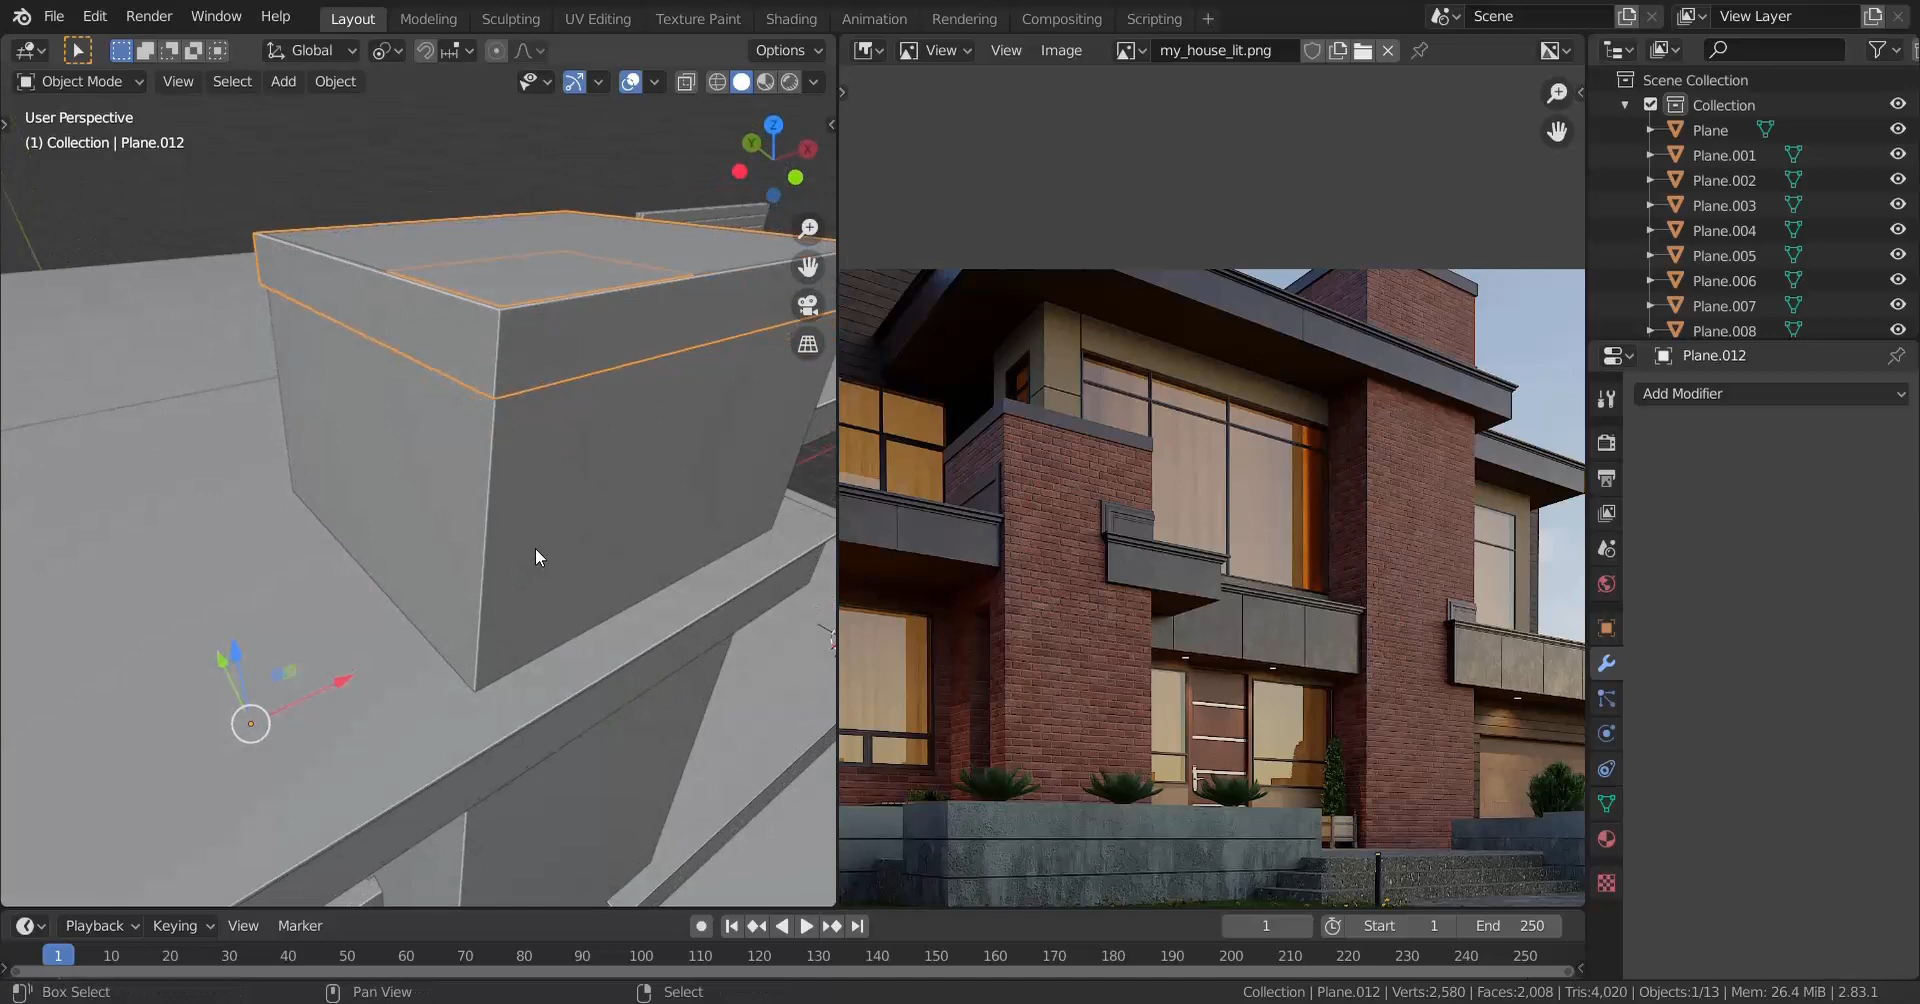 File Edit Render Window Help Layout Modeling Sculpting UV Editing Texture Paint Shading Animation Rendering Compositing Scripting + Scene View Layer
Global Options View View Image my_house_lit.png
Object Mode View Select Add Object
User Perspective
(1) Collection | Plane.012
Z
Y
X
Scene Collection
Collection
Plane
Plane.001
Plane.002
Plane.003
Plane.004
Plane.005
Plane.006
Plane.007
Plane.008
Plane.012
Add Modifier
Playback Keying View Marker 1 Start 1 End 250
1 10 20 30 40 50 60 70 80 90 100 110 120 130 140 150 160 170 180 190 200 210 220 230 240 250
Box Select Pan View Select Collection | Plane.012 | Verts:2,580 | Faces:2,008 | Tris:4,020 | Objects:1/13 | Mem: 26.4 MiB | 2.83.1